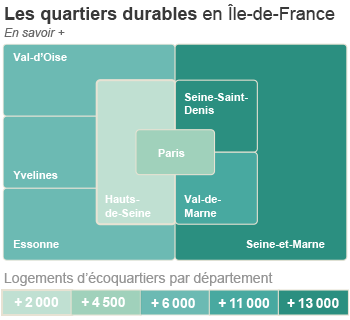 Les quartiers durables en Île-de-France
En savoir +
Val-d'Oise
Seine-Saint-
Denis
Paris
Yvelines
Hauts-
de-Seine
Val-de-
Marne
Essonne
Seine-et-Marne
Logements d'écoquartiers par département
+ 2 000
+ 4 500
+ 6 000
+ 11 000
+ 13 000